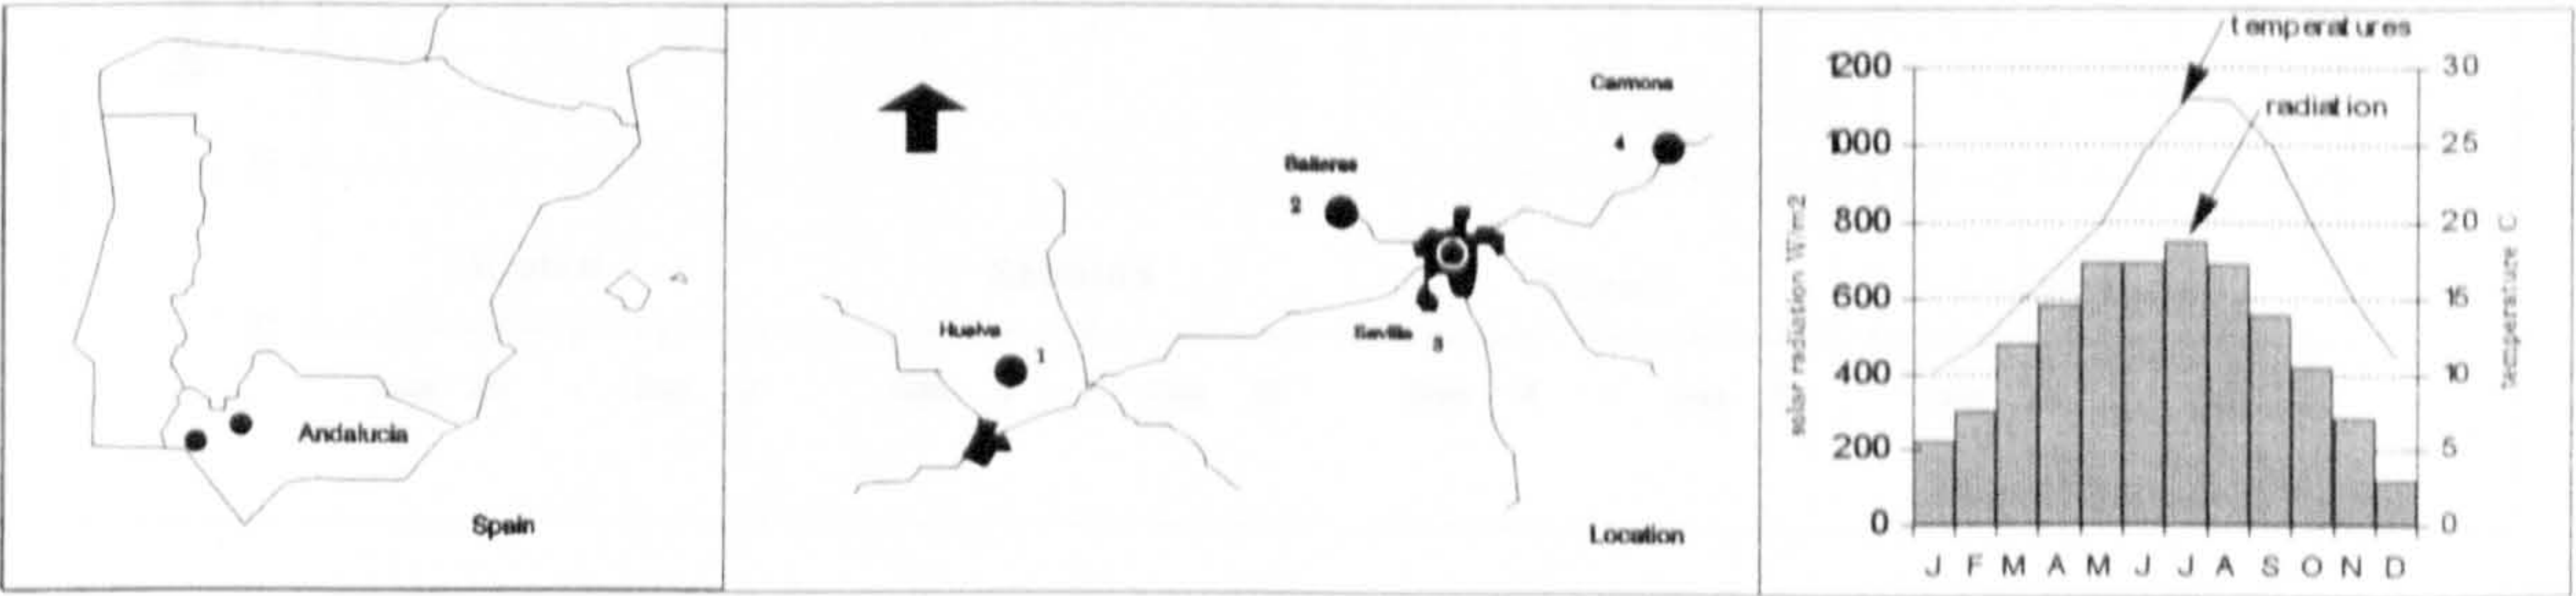 Andalucia
Spain
Carmona
4
Balleras
2
Huelva
1
Sevilla
3
Location
temperatures
radiation
1200
1000
800
600
400
200
0
30
25
20
15
10
5
0
solar radiation W/m2
temperature C
J F M A M J J A S O N D